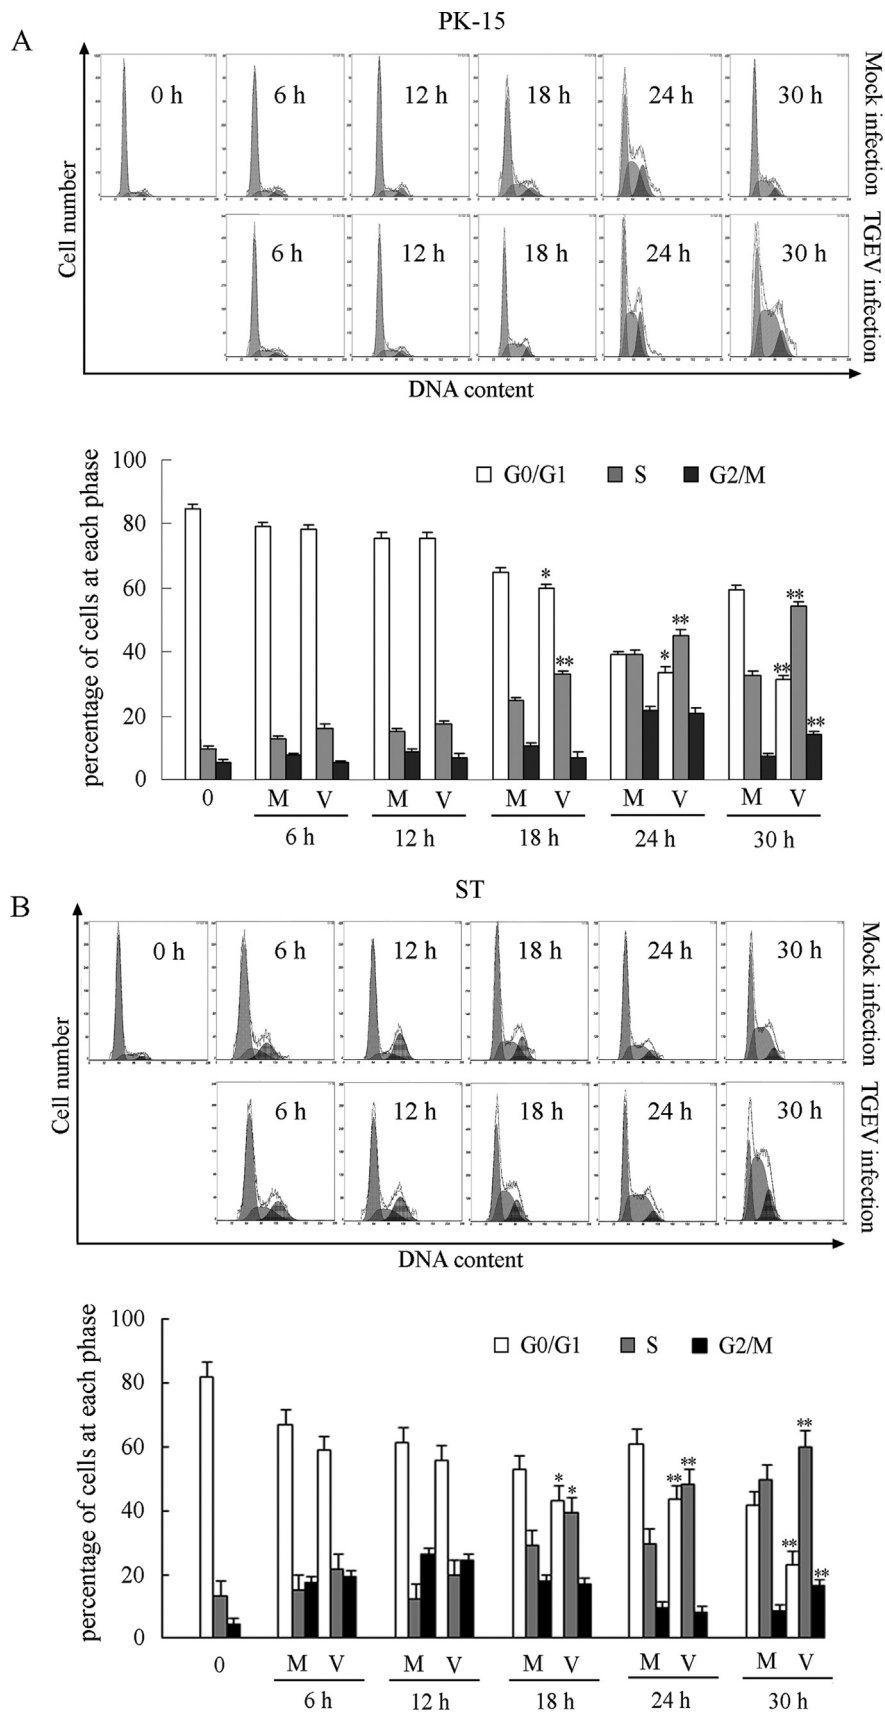 PK-15
A
0 h 6 h 12 h 18 h 24 h 30 h
Mock infection
6 h 12 h 18 h 24 h 30 h
TGEV infection
Cell number
DNA content
percentage of cells at each phase
100
80
60
40
20
0
G0/G1 S G2/M
* ** * ** ** ** **
0 M V M V M V M V M V
6 h 12 h 18 h 24 h 30 h
ST
B
0 h 6 h 12 h 18 h 24 h 30 h
Mock infection
6 h 12 h 18 h 24 h 30 h
TGEV infection
Cell number
DNA content
percentage of cells at each phase
100
80
60
40
20
0
G0/G1 S G2/M
* * ** ** ** ** **
0 M V M V M V M V M V
6 h 12 h 18 h 24 h 30 h